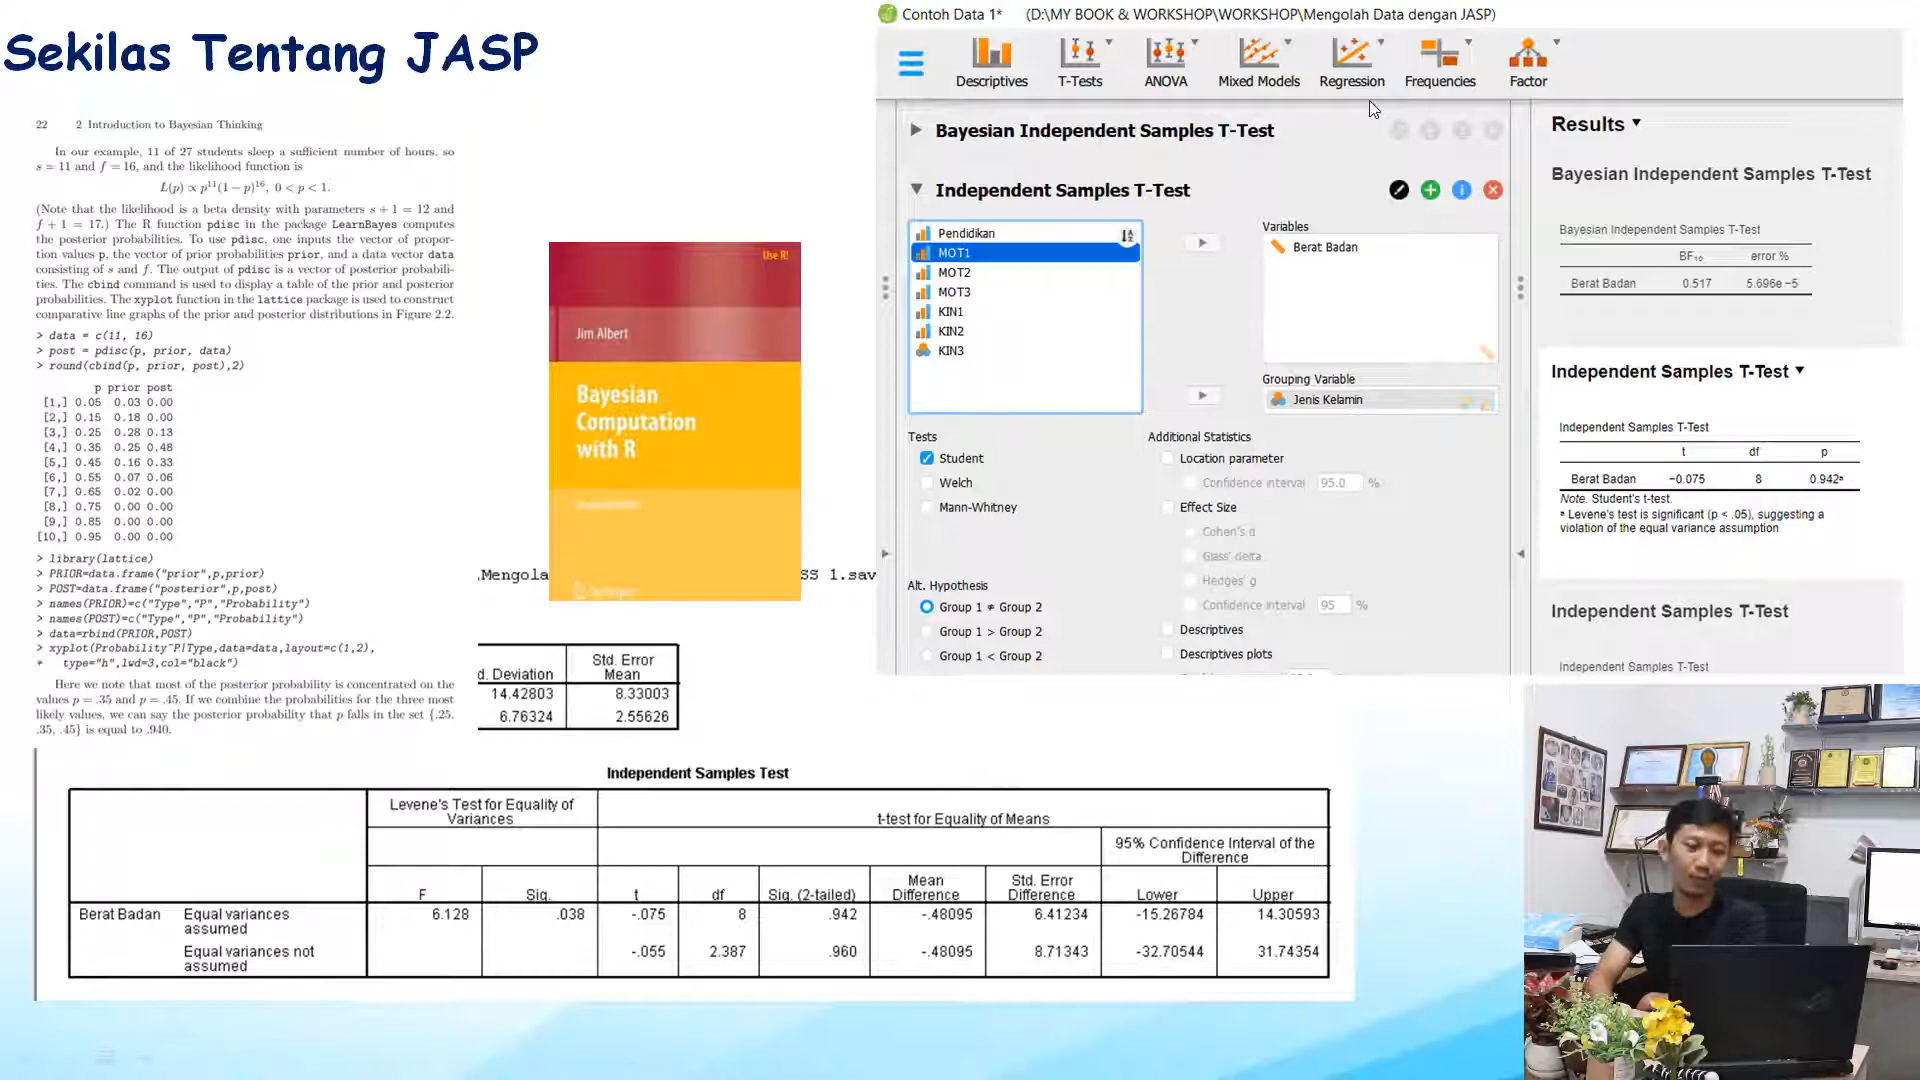 Sekilas Tentang JASP
22 2 Introduction to Bayesian Thinking
In our example, 11 of 27 students sleep a sufficient number of hours, so
s = 11 and f = 16, and the likelihood function is
L(p) ∝ p¹¹(1 − p)¹⁶, 0 < p < 1.
(Note that the likelihood is a beta density with parameters s + 1 = 12 and
f + 1 = 17.) The R function pdisc in the package LearnBayes computes
the posterior probabilities. To use pdisc, one inputs the vector of propor-
tion values p, the vector of prior probabilities prior, and a data vector data
consisting of s and f. The output of pdisc is a vector of posterior probabili-
ties. The cbind command is used to display a table of the prior and posterior
probabilities. The xyplot function in the lattice package is used to construct
comparative line graphs of the prior and posterior distributions in Figure 2.2.
> data = c(11, 16)
> post = pdisc(p, prior, data)
> round(cbind(p, prior, post),2)
p prior post
[1,] 0.05 0.03 0.00
[2,] 0.15 0.18 0.00
[3,] 0.25 0.28 0.13
[4,] 0.35 0.25 0.48
[5,] 0.45 0.16 0.33
[6,] 0.55 0.07 0.06
[7,] 0.65 0.02 0.00
[8,] 0.75 0.00 0.00
[9,] 0.85 0.00 0.00
[10,] 0.95 0.00 0.00
> library(lattice)
> PRIOR=data.frame("prior",p,prior)
> POST=data.frame("posterior",p,post)
> names(PRIOR)=c("Type","P","Probability")
> names(POST)=c("Type","P","Probability")
> data=rbind(PRIOR,POST)
> xyplot(Probability~P|Type,data=data,layout=c(1,2),
+ type="h",lwd=3,col="black")
Here we note that most of the posterior probability is concentrated on the
values p = .35 and p = .45. If we combine the probabilities for the three most
likely values, we can say the posterior probability that p falls in the set {.25,
.35, .45} is equal to .940.
Use R!
Jim Albert
Bayesian
Computation
with R
Springer
,Mengola
SS 1.sav
d. Deviation Std. Error
Mean
14.42803 8.33003
6.76324 2.55626
Contoh Data 1* (D:\MY BOOK & WORKSHOP\WORKSHOP\Mengolah Data dengan JASP)
Descriptives T-Tests ANOVA Mixed Models Regression Frequencies Factor
Bayesian Independent Samples T-Test
Independent Samples T-Test
Pendidikan
MOT1
MOT2
MOT3
KIN1
KIN2
KIN3
Variables
Berat Badan
Grouping Variable
Jenis Kelamin
Tests
Student
Welch
Mann-Whitney
Alt. Hypothesis
Group 1 ≠ Group 2
Group 1 > Group 2
Group 1 < Group 2
Additional Statistics
Location parameter
Confidence interval 95.0 %
Effect Size
Cohen's d
Glass' delta
Hedges' g
Confidence interval 95 %
Descriptives
Descriptives plots
Results
Bayesian Independent Samples T-Test
Bayesian Independent Samples T-Test
BF₁₀ error %
Berat Badan 0.517 5.696e −5
Independent Samples T-Test
Independent Samples T-Test
t df p
Berat Badan −0.075 8 0.942ᵃ
Note. Student's t-test.
ᵃ Levene's test is significant (p < .05), suggesting a
violation of the equal variance assumption
Independent Samples T-Test
Independent Samples T-Test
Independent Samples Test
Levene's Test for Equality of
Variances
t-test for Equality of Means
95% Confidence Interval of the
Difference
F Sig. t df Sig. (2-tailed) Mean
Difference Std. Error
Difference Lower Upper
Berat Badan Equal variances
assumed 6.128 .038 -.075 8 .942 -.48095 6.41234 -15.26784 14.30593
Equal variances not
assumed -.055 2.387 .960 -.48095 8.71343 -32.70544 31.74354